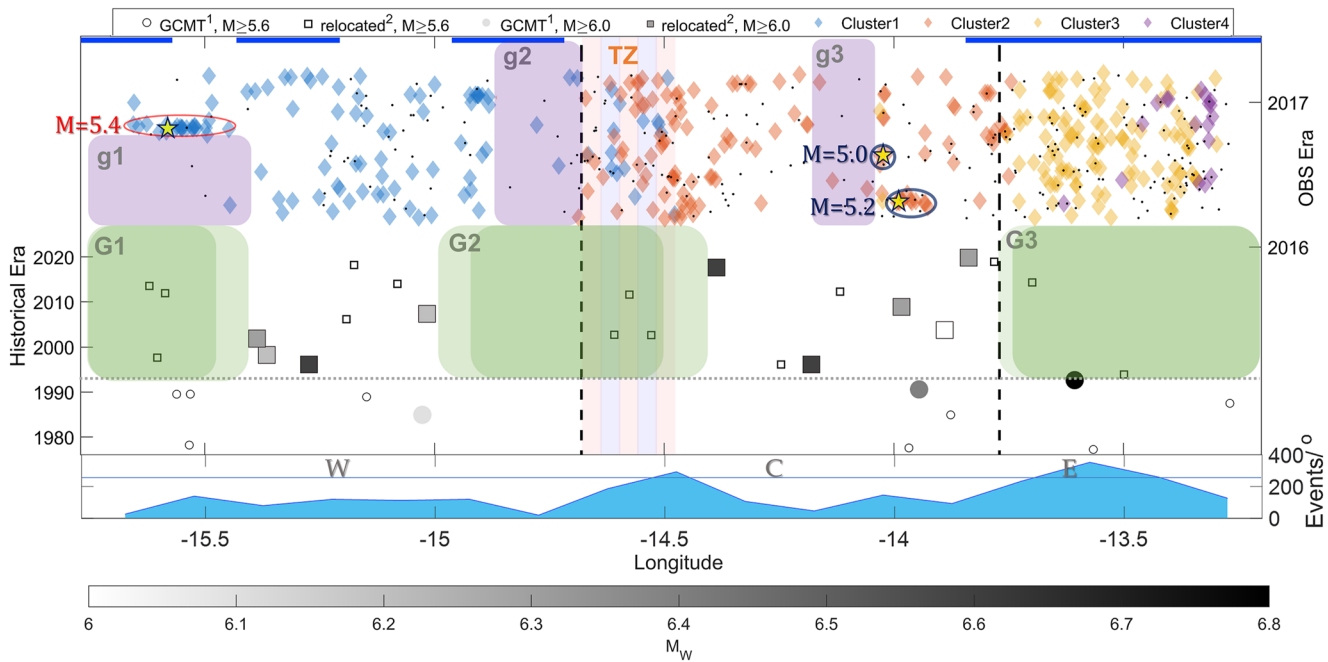 GCMT¹, M≥5.6 relocated², M≥5.6 GCMT¹, M≥6.0 relocated², M≥6.0 Cluster1 Cluster2 Cluster3 Cluster4
g2 TZ g3
M=5.4 2017
g1 M=5.0
M=5.2
OBS Era
G1 G2 G3 2016
Historical Era
2020
2010
2000
1990
1980
W C E
400
200
0
Events/°
-15.5 -15 -14.5 -14 -13.5
Longitude
6 6.1 6.2 6.3 6.4 6.5 6.6 6.7 6.8
M_W